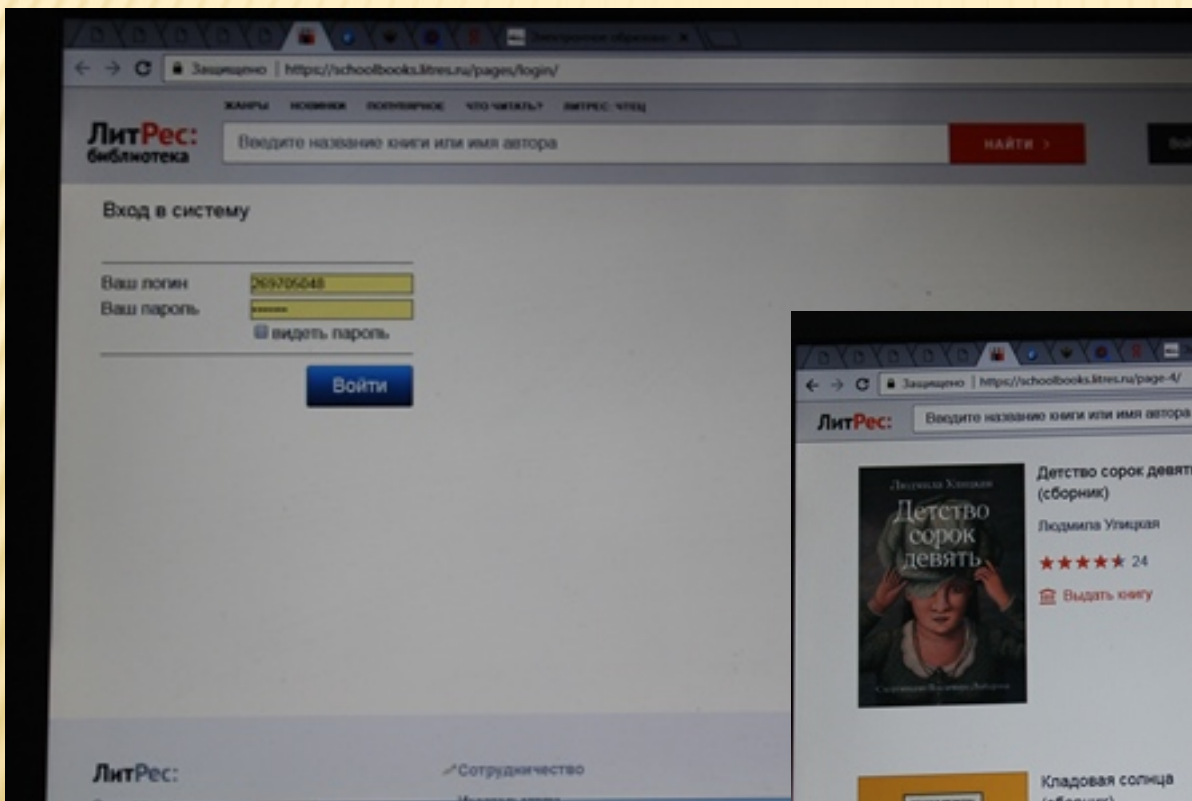 Защищено | https://schoolbooks.litres.ru/pages/login/
ЖАНРЫ НОВИНКИ ПОПУЛЯРНОЕ ЧТО ЧИТАТЬ? ЛИТРЕС: ЧТЕЦ
ЛитРес:
библиотека
Введите название книги или имя автора
НАЙТИ >
Вход в систему
Ваш логин 269705048
Ваш пароль
видеть пароль
Войти
ЛитРес:
Сотрудничество
Защищено | https://schoolbooks.litres.ru/page-4/
ЛитРес:
Введите название книги или имя автора
Людмила Улицкая
Детство
сорок
девять
Детство сорок девять
(сборник)
Людмила Улицкая
24
Выдать книгу
Кладовая солнца